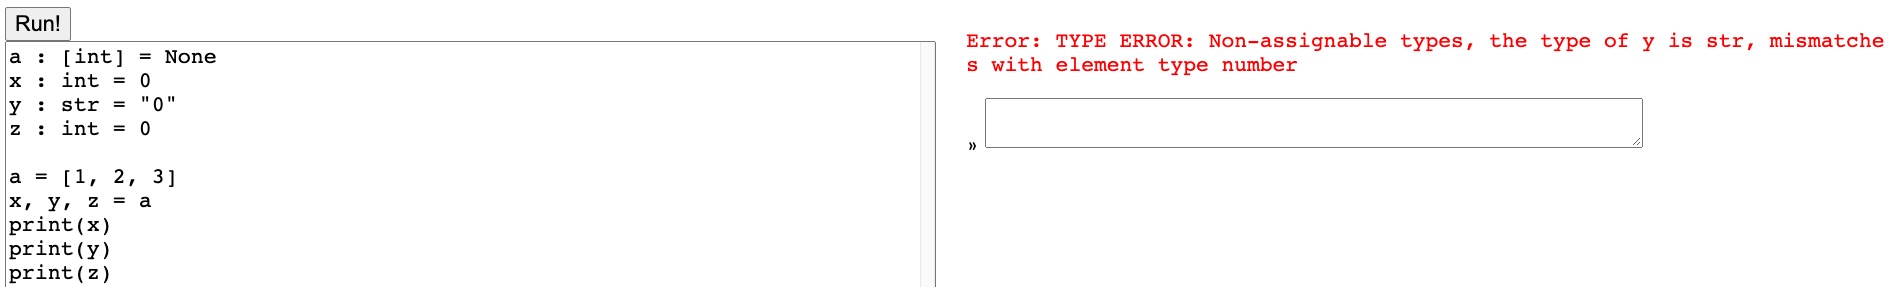 Run!
a : [int] = None
x : int = 0
y : str = "0"
z : int = 0
a = [1, 2, 3]
x, y, z = a
print(x)
print(y)
print(z)
Error: TYPE ERROR: Non-assignable types, the type of y is str, mismatche
s with element type number
»